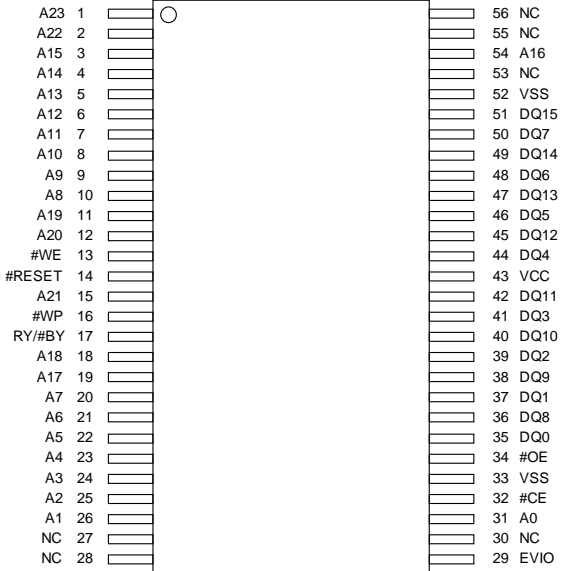 A23 1 56 NC
A22 2 55 NC
A15 3 54 A16
A14 4 53 NC
A13 5 52 VSS
A12 6 51 DQ15
A11 7 50 DQ7
A10 8 49 DQ14
A9 9 48 DQ6
A8 10 47 DQ13
A19 11 46 DQ5
A20 12 45 DQ12
#WE 13 44 DQ4
#RESET 14 43 VCC
A21 15 42 DQ11
#WP 16 41 DQ3
RY/#BY 17 40 DQ10
A18 18 39 DQ2
A17 19 38 DQ9
A7 20 37 DQ1
A6 21 36 DQ8
A5 22 35 DQ0
A4 23 34 #OE
A3 24 33 VSS
A2 25 32 #CE
A1 26 31 A0
NC 27 30 NC
NC 28 29 EVIO